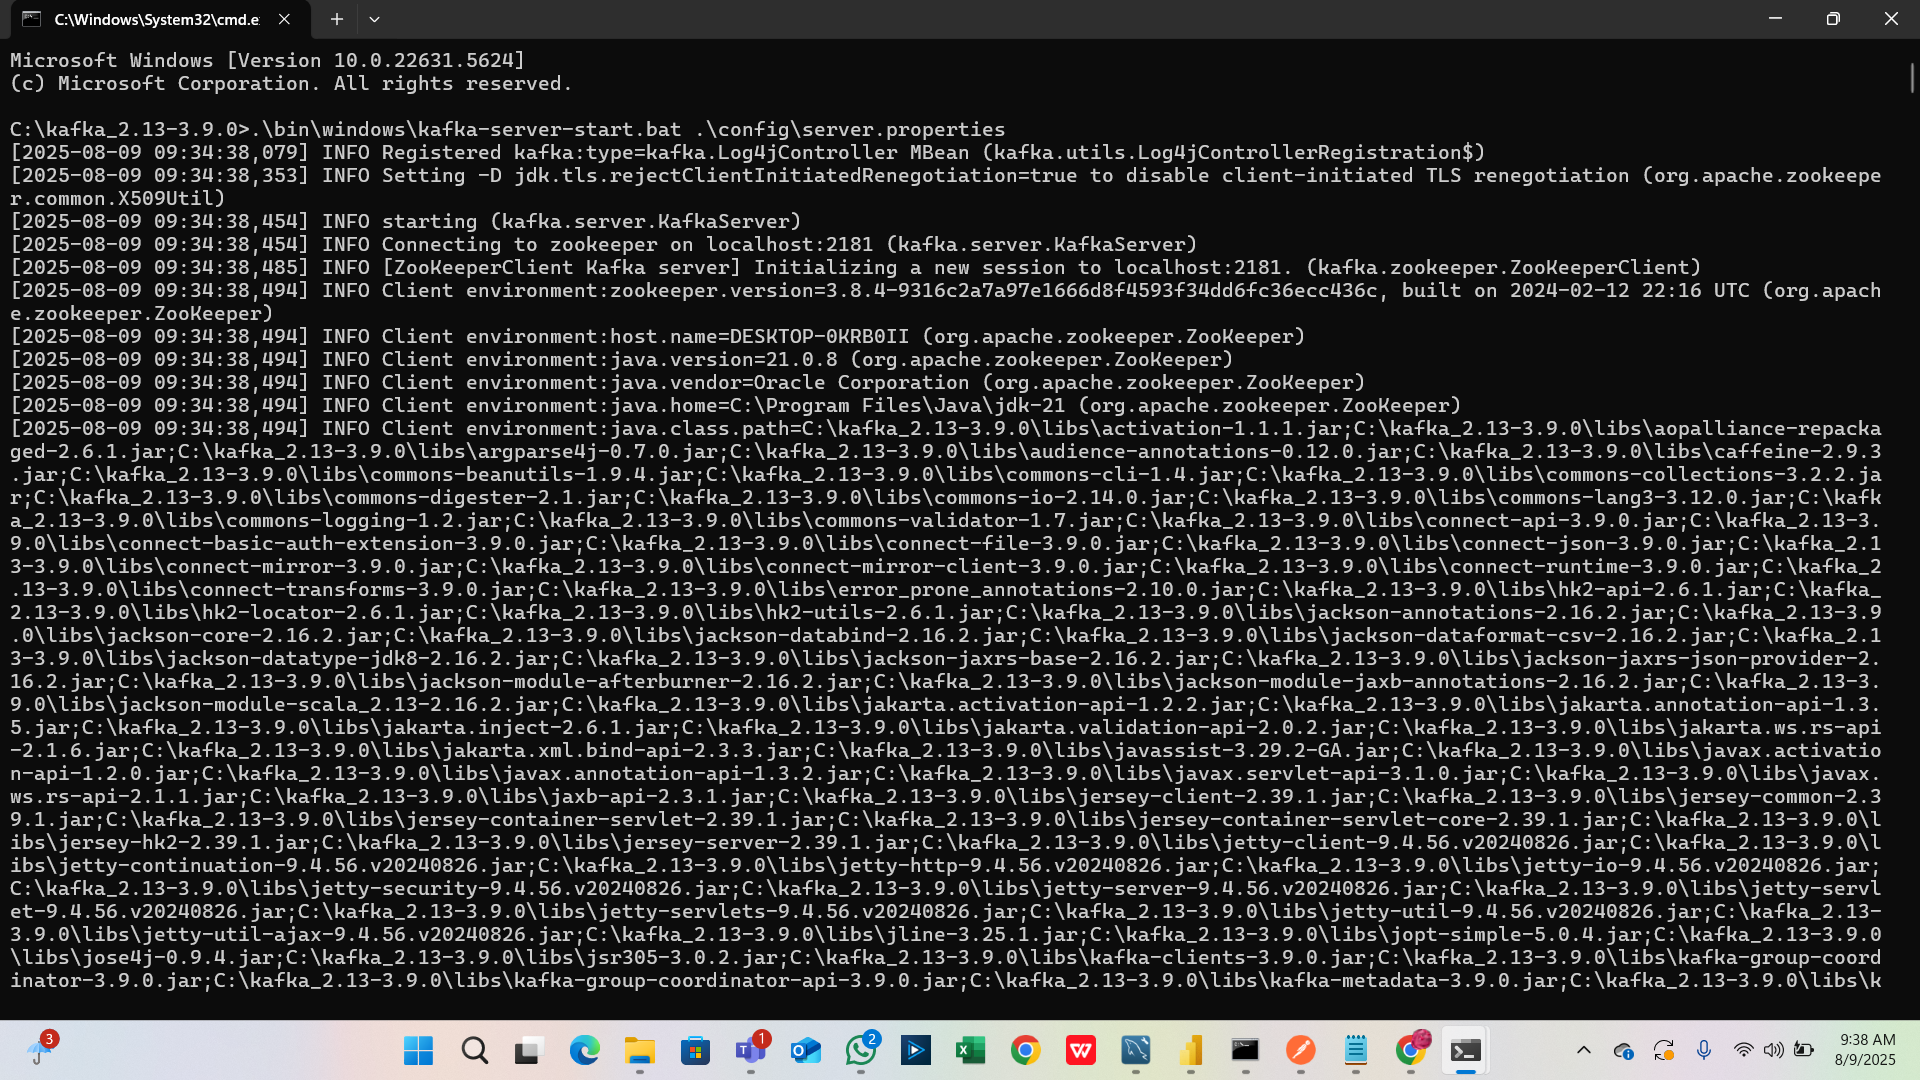 C:\Windows\System32\cmd.e
Microsoft Windows [Version 10.0.22631.5624]
(c) Microsoft Corporation. All rights reserved.
C:\kafka_2.13-3.9.0>.\bin\windows\kafka-server-start.bat .\config\server.properties
[2025-08-09 09:34:38,079] INFO Registered kafka:type=kafka.Log4jController MBean (kafka.utils.Log4jControllerRegistration$)
[2025-08-09 09:34:38,353] INFO Setting -D jdk.tls.rejectClientInitiatedRenegotiation=true to disable client-initiated TLS renegotiation (org.apache.zookeepe
r.common.X509Util)
[2025-08-09 09:34:38,454] INFO starting (kafka.server.KafkaServer)
[2025-08-09 09:34:38,454] INFO Connecting to zookeeper on localhost:2181 (kafka.server.KafkaServer)
[2025-08-09 09:34:38,485] INFO [ZooKeeperClient Kafka server] Initializing a new session to localhost:2181. (kafka.zookeeper.ZooKeeperClient)
[2025-08-09 09:34:38,494] INFO Client environment:zookeeper.version=3.8.4-9316c2a7a97e1666d8f4593f34dd6fc36ecc436c, built on 2024-02-12 22:16 UTC (org.apach
e.zookeeper.ZooKeeper)
[2025-08-09 09:34:38,494] INFO Client environment:host.name=DESKTOP-0KRB0II (org.apache.zookeeper.ZooKeeper)
[2025-08-09 09:34:38,494] INFO Client environment:java.version=21.0.8 (org.apache.zookeeper.ZooKeeper)
[2025-08-09 09:34:38,494] INFO Client environment:java.vendor=Oracle Corporation (org.apache.zookeeper.ZooKeeper)
[2025-08-09 09:34:38,494] INFO Client environment:java.home=C:\Program Files\Java\jdk-21 (org.apache.zookeeper.ZooKeeper)
[2025-08-09 09:34:38,494] INFO Client environment:java.class.path=C:\kafka_2.13-3.9.0\libs\activation-1.1.1.jar;C:\kafka_2.13-3.9.0\libs\aopalliance-repacka
ged-2.6.1.jar;C:\kafka_2.13-3.9.0\libs\argparse4j-0.7.0.jar;C:\kafka_2.13-3.9.0\libs\audience-annotations-0.12.0.jar;C:\kafka_2.13-3.9.0\libs\caffeine-2.9.3
.jar;C:\kafka_2.13-3.9.0\libs\commons-beanutils-1.9.4.jar;C:\kafka_2.13-3.9.0\libs\commons-cli-1.4.jar;C:\kafka_2.13-3.9.0\libs\commons-collections-3.2.2.ja
r;C:\kafka_2.13-3.9.0\libs\commons-digester-2.1.jar;C:\kafka_2.13-3.9.0\libs\commons-io-2.14.0.jar;C:\kafka_2.13-3.9.0\libs\commons-lang3-3.12.0.jar;C:\kafk
a_2.13-3.9.0\libs\commons-logging-1.2.jar;C:\kafka_2.13-3.9.0\libs\commons-validator-1.7.jar;C:\kafka_2.13-3.9.0\libs\connect-api-3.9.0.jar;C:\kafka_2.13-3.
9.0\libs\connect-basic-auth-extension-3.9.0.jar;C:\kafka_2.13-3.9.0\libs\connect-file-3.9.0.jar;C:\kafka_2.13-3.9.0\libs\connect-json-3.9.0.jar;C:\kafka_2.1
3-3.9.0\libs\connect-mirror-3.9.0.jar;C:\kafka_2.13-3.9.0\libs\connect-mirror-client-3.9.0.jar;C:\kafka_2.13-3.9.0\libs\connect-runtime-3.9.0.jar;C:\kafka_2
.13-3.9.0\libs\connect-transforms-3.9.0.jar;C:\kafka_2.13-3.9.0\libs\error_prone_annotations-2.10.0.jar;C:\kafka_2.13-3.9.0\libs\hk2-api-2.6.1.jar;C:\kafka_
2.13-3.9.0\libs\hk2-locator-2.6.1.jar;C:\kafka_2.13-3.9.0\libs\hk2-utils-2.6.1.jar;C:\kafka_2.13-3.9.0\libs\jackson-annotations-2.16.2.jar;C:\kafka_2.13-3.9
.0\libs\jackson-core-2.16.2.jar;C:\kafka_2.13-3.9.0\libs\jackson-databind-2.16.2.jar;C:\kafka_2.13-3.9.0\libs\jackson-dataformat-csv-2.16.2.jar;C:\kafka_2.1
3-3.9.0\libs\jackson-datatype-jdk8-2.16.2.jar;C:\kafka_2.13-3.9.0\libs\jackson-jaxrs-base-2.16.2.jar;C:\kafka_2.13-3.9.0\libs\jackson-jaxrs-json-provider-2.
16.2.jar;C:\kafka_2.13-3.9.0\libs\jackson-module-afterburner-2.16.2.jar;C:\kafka_2.13-3.9.0\libs\jackson-module-jaxb-annotations-2.16.2.jar;C:\kafka_2.13-3.
9.0\libs\jackson-module-scala_2.13-2.16.2.jar;C:\kafka_2.13-3.9.0\libs\jakarta.activation-api-1.2.2.jar;C:\kafka_2.13-3.9.0\libs\jakarta.annotation-api-1.3.
5.jar;C:\kafka_2.13-3.9.0\libs\jakarta.inject-2.6.1.jar;C:\kafka_2.13-3.9.0\libs\jakarta.validation-api-2.0.2.jar;C:\kafka_2.13-3.9.0\libs\jakarta.ws.rs-api
-2.1.6.jar;C:\kafka_2.13-3.9.0\libs\jakarta.xml.bind-api-2.3.3.jar;C:\kafka_2.13-3.9.0\libs\javassist-3.29.2-GA.jar;C:\kafka_2.13-3.9.0\libs\javax.activatio
n-api-1.2.0.jar;C:\kafka_2.13-3.9.0\libs\javax.annotation-api-1.3.2.jar;C:\kafka_2.13-3.9.0\libs\javax.servlet-api-3.1.0.jar;C:\kafka_2.13-3.9.0\libs\javax.
ws.rs-api-2.1.1.jar;C:\kafka_2.13-3.9.0\libs\jaxb-api-2.3.1.jar;C:\kafka_2.13-3.9.0\libs\jersey-client-2.39.1.jar;C:\kafka_2.13-3.9.0\libs\jersey-common-2.3
9.1.jar;C:\kafka_2.13-3.9.0\libs\jersey-container-servlet-2.39.1.jar;C:\kafka_2.13-3.9.0\libs\jersey-container-servlet-core-2.39.1.jar;C:\kafka_2.13-3.9.0\l
ibs\jersey-hk2-2.39.1.jar;C:\kafka_2.13-3.9.0\libs\jersey-server-2.39.1.jar;C:\kafka_2.13-3.9.0\libs\jetty-client-9.4.56.v20240826.jar;C:\kafka_2.13-3.9.0\l
ibs\jetty-continuation-9.4.56.v20240826.jar;C:\kafka_2.13-3.9.0\libs\jetty-http-9.4.56.v20240826.jar;C:\kafka_2.13-3.9.0\libs\jetty-io-9.4.56.v20240826.jar;
C:\kafka_2.13-3.9.0\libs\jetty-security-9.4.56.v20240826.jar;C:\kafka_2.13-3.9.0\libs\jetty-server-9.4.56.v20240826.jar;C:\kafka_2.13-3.9.0\libs\jetty-servl
et-9.4.56.v20240826.jar;C:\kafka_2.13-3.9.0\libs\jetty-servlets-9.4.56.v20240826.jar;C:\kafka_2.13-3.9.0\libs\jetty-util-9.4.56.v20240826.jar;C:\kafka_2.13-
3.9.0\libs\jetty-util-ajax-9.4.56.v20240826.jar;C:\kafka_2.13-3.9.0\libs\jline-3.25.1.jar;C:\kafka_2.13-3.9.0\libs\jopt-simple-5.0.4.jar;C:\kafka_2.13-3.9.0
\libs\jose4j-0.9.4.jar;C:\kafka_2.13-3.9.0\libs\jsr305-3.0.2.jar;C:\kafka_2.13-3.9.0\libs\kafka-clients-3.9.0.jar;C:\kafka_2.13-3.9.0\libs\kafka-group-coord
inator-3.9.0.jar;C:\kafka_2.13-3.9.0\libs\kafka-group-coordinator-api-3.9.0.jar;C:\kafka_2.13-3.9.0\libs\kafka-metadata-3.9.0.jar;C:\kafka_2.13-3.9.0\libs\k
3
1
2
9:38 AM
8/9/2025